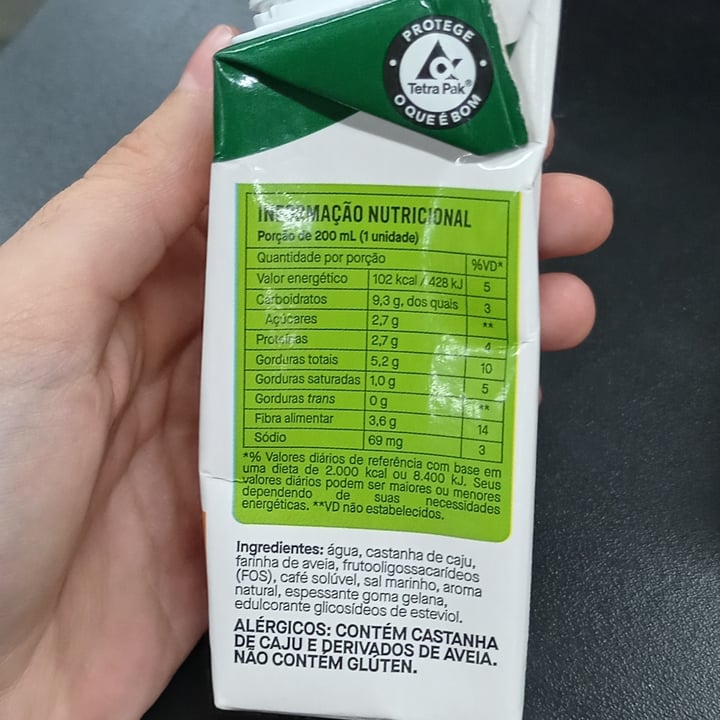 PROTEGE
Tetra Pak®
O QUE É BOM
INFORMAÇÃO NUTRICIONAL
Porção de 200 mL (1 unidade)
Quantidade por porção %VD*
Valor energético 102 kcal / 428 kJ 5
Carboidratos 9,3 g, dos quais 3
Açúcares 2,7 g **
Proteínas 2,7 g 4
Gorduras totais 5,2 g 10
Gorduras saturadas 1,0 g 5
Gorduras trans 0 g **
Fibra alimentar 3,6 g 14
Sódio 69 mg 3
*% Valores diários de referência com base em
uma dieta de 2.000 kcal ou 8.400 kJ. Seus
valores diários podem ser maiores ou menores
dependendo de suas necessidades
energéticas. **VD não estabelecidos.
Ingredientes: água, castanha de caju,
farinha de aveia, frutooligossacarídeos
(FOS), café solúvel, sal marinho, aroma
natural, espessante goma gelana,
edulcorante glicosídeos de esteviol.
ALÉRGICOS: CONTÉM CASTANHA
DE CAJU E DERIVADOS DE AVEIA.
NÃO CONTÉM GLÚTEN.